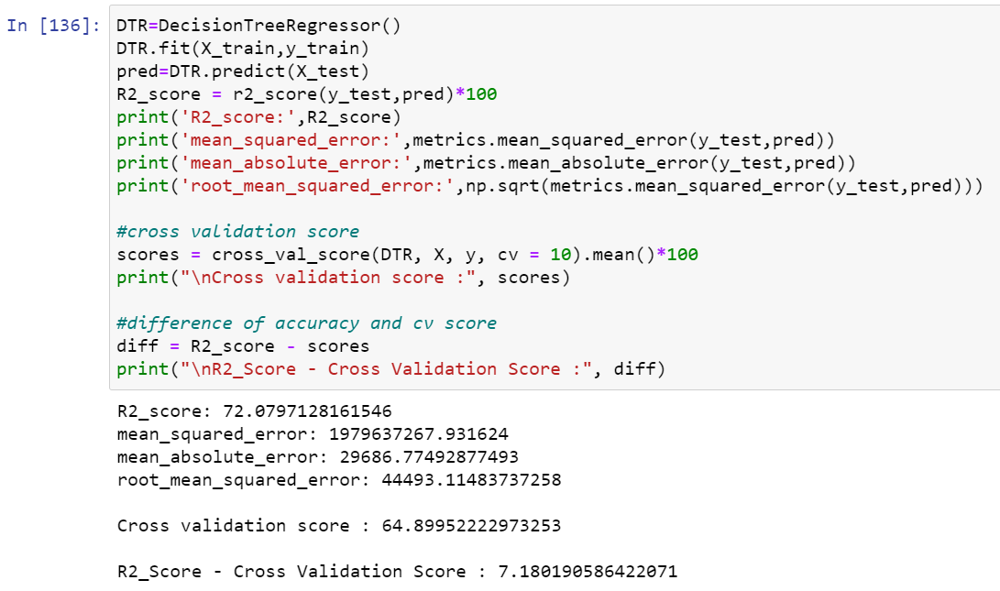 In [136]: DTR=DecisionTreeRegressor()
DTR.fit(X_train,y_train)
pred=DTR.predict(X_test)
R2_score = r2_score(y_test,pred)*100
print('R2_score:',R2_score)
print('mean_squared_error:',metrics.mean_squared_error(y_test,pred))
print('mean_absolute_error:',metrics.mean_absolute_error(y_test,pred))
print('root_mean_squared_error:',np.sqrt(metrics.mean_squared_error(y_test,pred)))
#cross validation score
scores = cross_val_score(DTR, X, y, cv = 10).mean()*100
print("\nCross validation score :", scores)
#difference of accuracy and cv score
diff = R2_score - scores
print("\nR2_Score - Cross Validation Score :", diff)
R2_score: 72.0797128161546
mean_squared_error: 1979637267.931624
mean_absolute_error: 29686.77492877493
root_mean_squared_error: 44493.11483737258
Cross validation score : 64.89952222973253
R2_Score - Cross Validation Score : 7.180190586422071